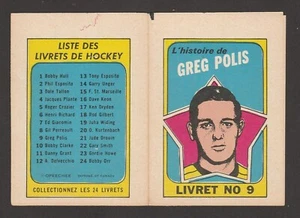 LISTE DES
LIVRETS DE HOCKEY
1 Bobby Hull
2 Phil Esposito
3 Dale Tallon
4 Jacques Plante
5 Roger Crozier
6 Henri Richard
7 Ed Giacomin
8 Gil Perreault
9 Greg Polis
10 Bobby Clarke
11 Danny Grant
12 A. Delvecchio
13 Tony Esposito
14 Garry Unger
15 F. St. Marseille
16 Dave Keon
17 Ken Dryden
18 Rod Gilbert
19 Juha Widing
20 O. Kurtenbach
21 Jude Drouin
22 Gary Smith
23 Gordie Howe
24 Bobby Orr
COLLECTIONNEZ LES 24 LIVRETS
L'histoire de
GREG POLIS
LIVRET NO 9